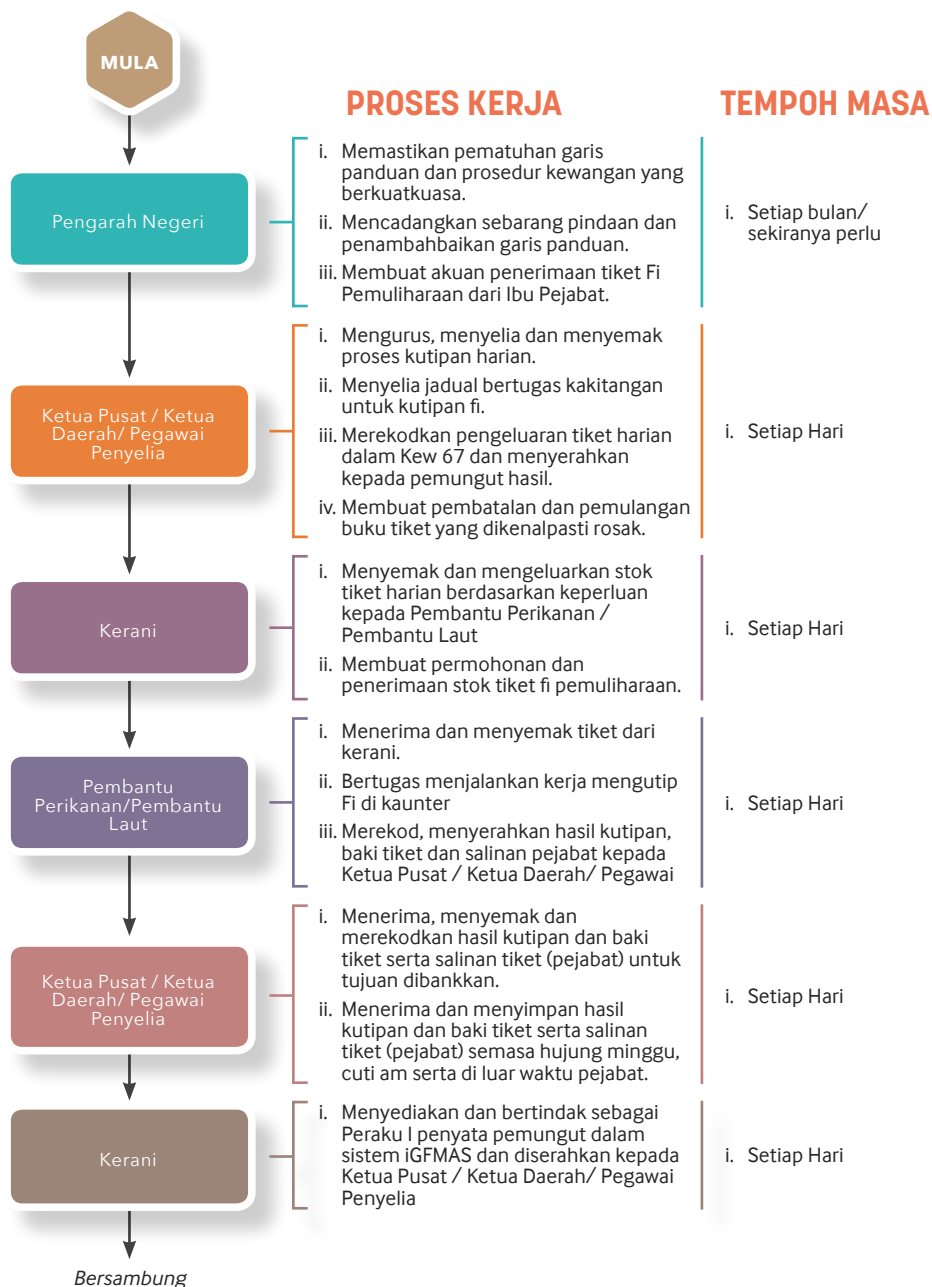 MULA
PROSES KERJA
TEMPOH MASA
Pengarah Negeri
i. Memastikan pematuhan garis
panduan dan prosedur kewangan yang
berkuatkuasa.
ii. Mencadangkan sebarang pindaan dan
penambahbaikan garis panduan.
iii. Membuat akuan penerimaan tiket Fi
Pemuliharaan dari Ibu Pejabat.
i. Setiap bulan/
sekiranya perlu
Ketua Pusat / Ketua
Daerah/ Pegawai
Penyelia
i. Mengurus, menyelia dan menyemak
proses kutipan harian.
ii. Menyelia jadual bertugas kakitangan
untuk kutipan fi.
iii. Merekodkan pengeluaran tiket harian
dalam Kew 67 dan menyerahkan
kepada pemungut hasil.
iv. Membuat pembatalan dan pemulangan
buku tiket yang dikenalpasti rosak.
i. Setiap Hari
Kerani
i. Menyemak dan mengeluarkan stok
tiket harian berdasarkan keperluan
kepada Pembantu Perikanan /
Pembantu Laut
ii. Membuat permohonan dan
penerimaan stok tiket fi pemuliharaan.
i. Setiap Hari
Pembantu
Perikanan/Pembantu
Laut
i. Menerima dan menyemak tiket dari
kerani.
ii. Bertugas menjalankan kerja mengutip
Fi di kaunter
iii. Merekod, menyerahkan hasil kutipan,
baki tiket dan salinan pejabat kepada
Ketua Pusat / Ketua Daerah/ Pegawai
i. Setiap Hari
Ketua Pusat / Ketua
Daerah/ Pegawai
Penyelia
i. Menerima, menyemak dan
merekodkan hasil kutipan dan baki
tiket serta salinan tiket (pejabat) untuk
tujuan dibankkan.
ii. Menerima dan menyimpan hasil
kutipan dan baki tiket serta salinan
tiket (pejabat) semasa hujung minggu,
cuti am serta di luar waktu pejabat.
i. Setiap Hari
Kerani
i. Menyediakan dan bertindak sebagai
Peraku I penyata pemungut dalam
sistem iGFMAS dan diserahkan kepada
Ketua Pusat / Ketua Daerah/ Pegawai
Penyelia
i. Setiap Hari
Bersambung